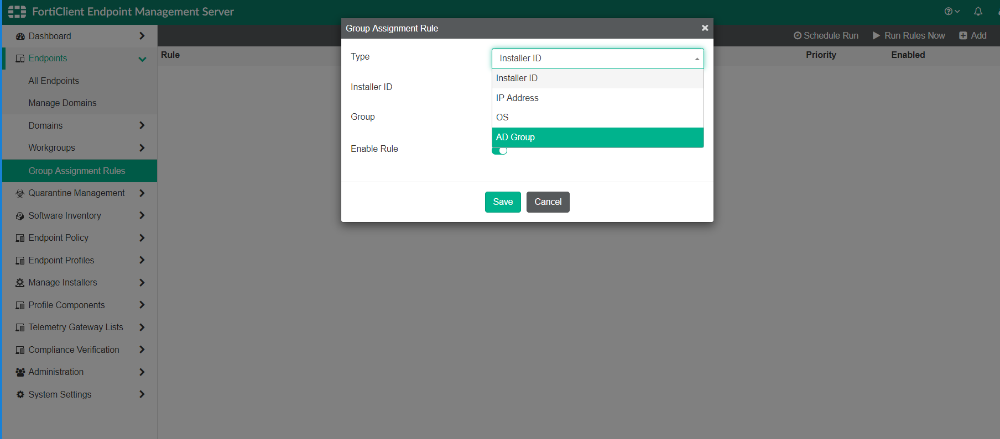 FortiClient Endpoint Management Server
Dashboard
Endpoints
All Endpoints
Manage Domains
Domains
Workgroups
Group Assignment Rules
Quarantine Management
Software Inventory
Endpoint Policy
Endpoint Profiles
Manage Installers
Profile Components
Telemetry Gateway Lists
Compliance Verification
Administration
System Settings
Schedule Run Run Rules Now Add
Rule Priority Enabled
Group Assignment Rule
Type Installer ID
Installer ID
IP Address
OS
AD Group
Installer ID
Group
Enable Rule
Save Cancel